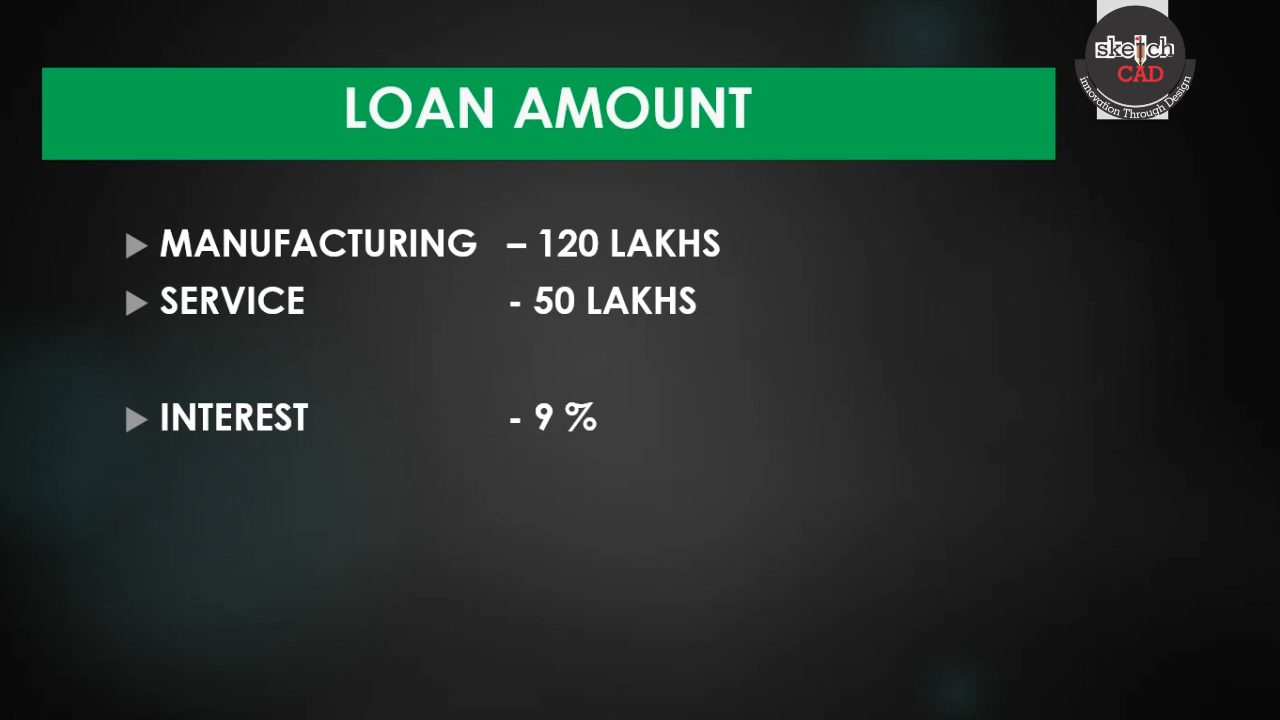 sketch
CAD
innovation Through Design
LOAN AMOUNT
MANUFACTURING – 120 LAKHS
SERVICE - 50 LAKHS
INTEREST - 9 %